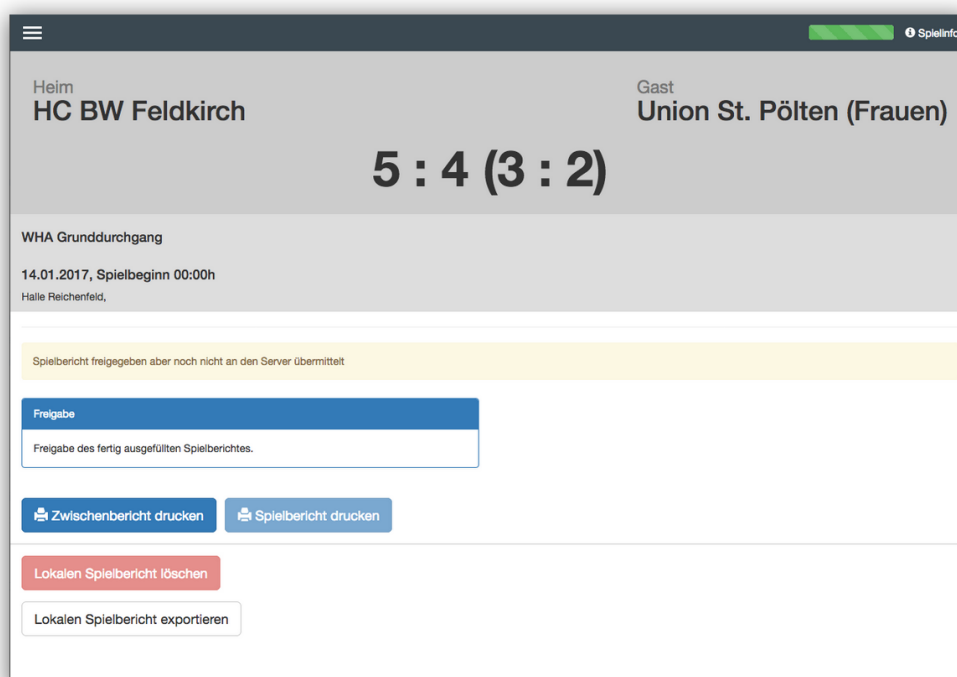 Spielinfo
Heim
HC BW Feldkirch
Gast
Union St. Pölten (Frauen)
5 : 4 (3 : 2)
WHA Grunddurchgang
14.01.2017, Spielbeginn 00:00h
Halle Reichenfeld,
Spielbericht freigegeben aber noch nicht an den Server übermittelt
Freigabe
Freigabe des fertig ausgefüllten Spielberichtes.
Zwischenbericht drucken
Spielbericht drucken
Lokalen Spielbericht löschen
Lokalen Spielbericht exportieren